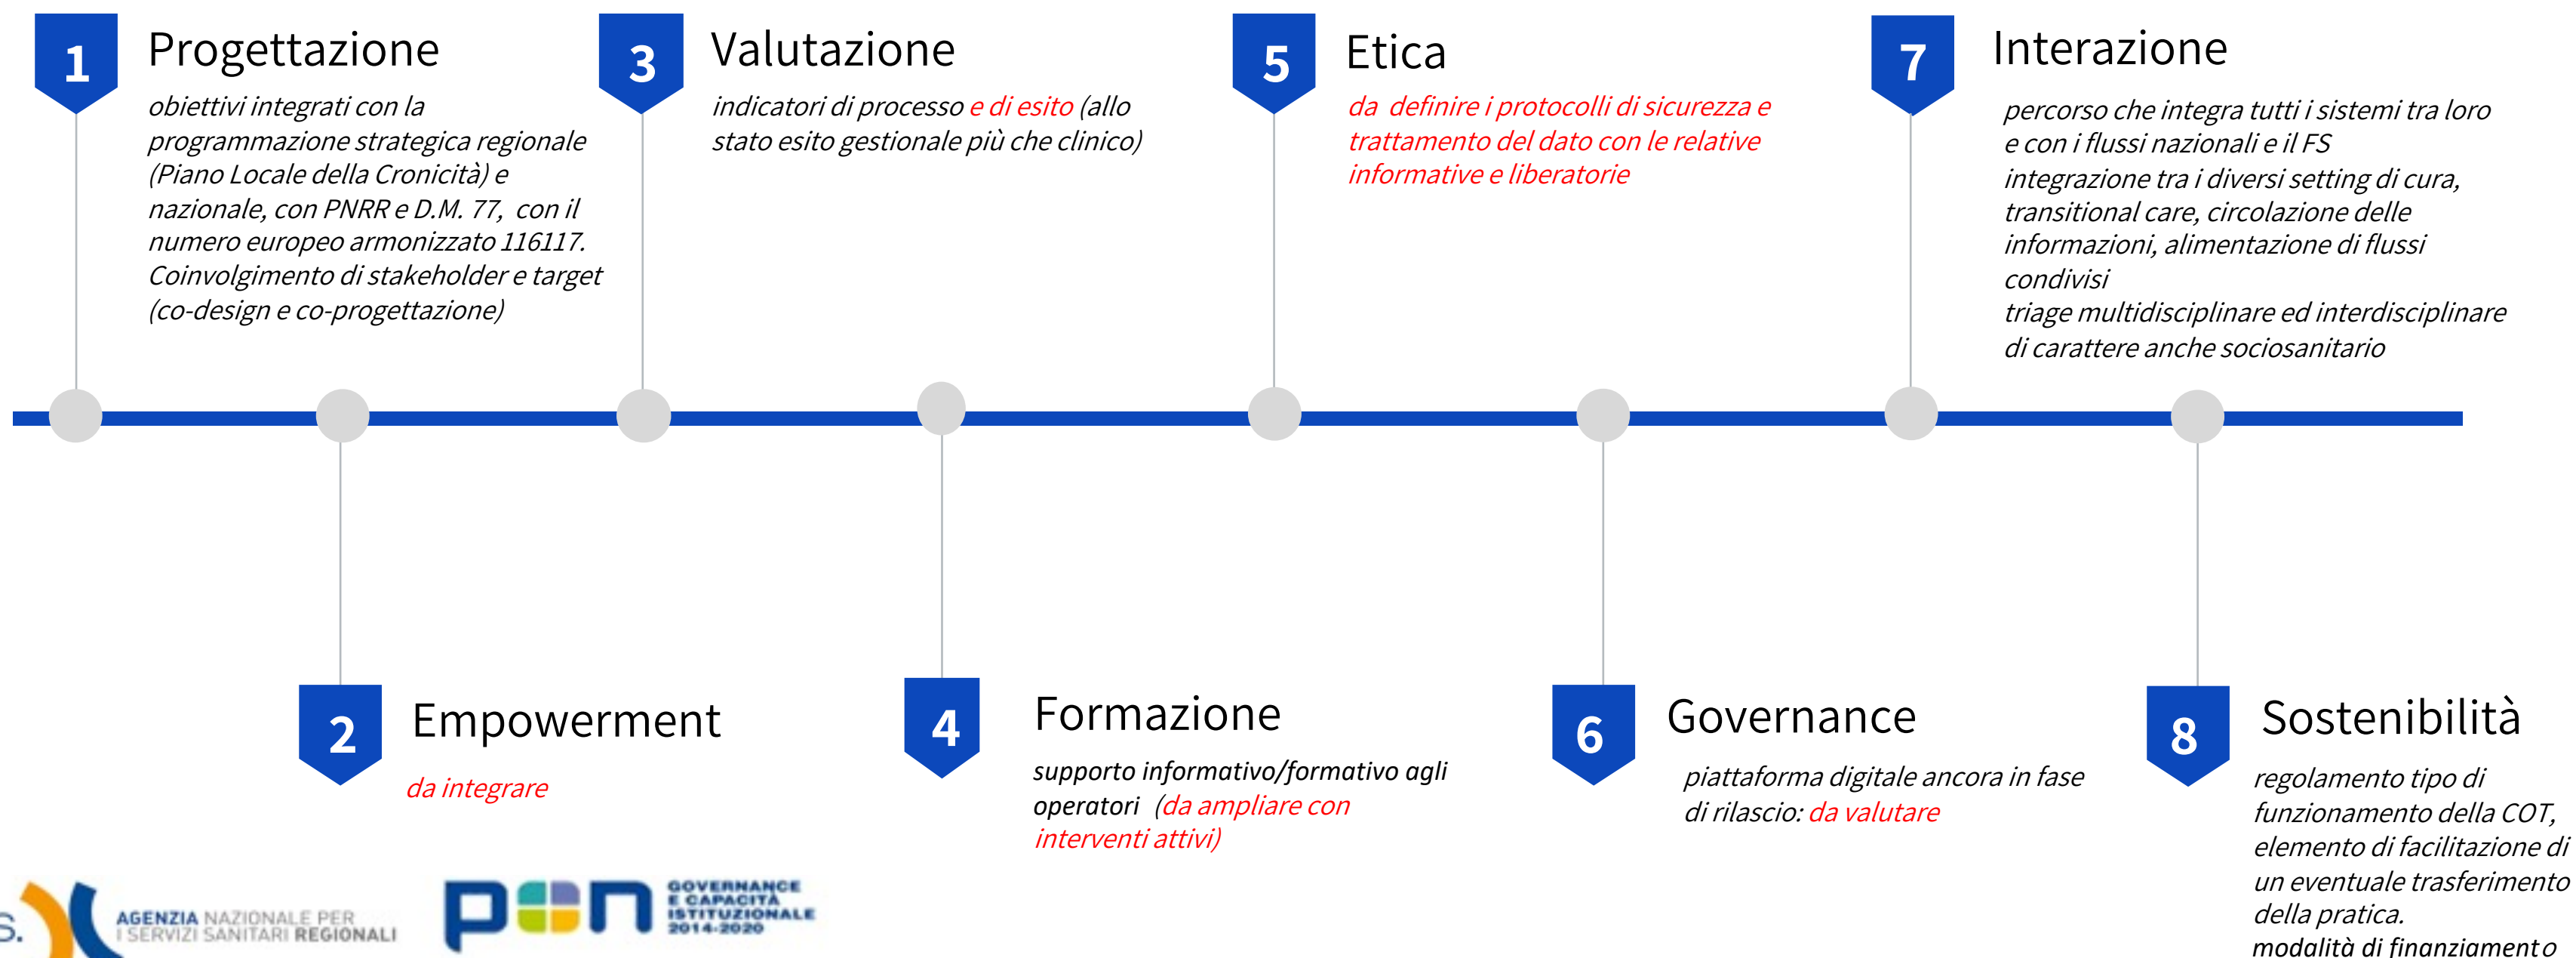 1
Progettazione
obiettivi integrati con la
programmazione strategica regionale
(Piano Locale della Cronicità) e
nazionale, con PNRR e D.M. 77, con il
numero europeo armonizzato 116117.
Coinvolgimento di stakeholder e target
(co-design e co-progettazione)
2
Empowerment
da integrare
3
Valutazione
indicatori di processo e di esito (allo
stato esito gestionale più che clinico)
4
Formazione
supporto informativo/formativo agli
operatori (da ampliare con
interventi attivi)
5
Etica
da definire i protocolli di sicurezza e
trattamento del dato con le relative
informative e liberatorie
6
Governance
piattaforma digitale ancora in fase
di rilascio: da valutare
7
Interazione
percorso che integra tutti i sistemi tra loro
e con i flussi nazionali e il FS
integrazione tra i diversi setting di cura,
transitional care, circolazione delle
informazioni, alimentazione di flussi
condivisi
triage multidisciplinare ed interdisciplinare
di carattere anche sociosanitario
8
Sostenibilità
regolamento tipo di
funzionamento della COT,
elemento di facilitazione di
un eventuale trasferimento
della pratica.
modalità di finanziamento
s.
AGENZIA NAZIONALE PER
I SERVIZI SANITARI REGIONALI
pon
GOVERNANCE
E CAPACITÀ
ISTITUZIONALE
2014-2020